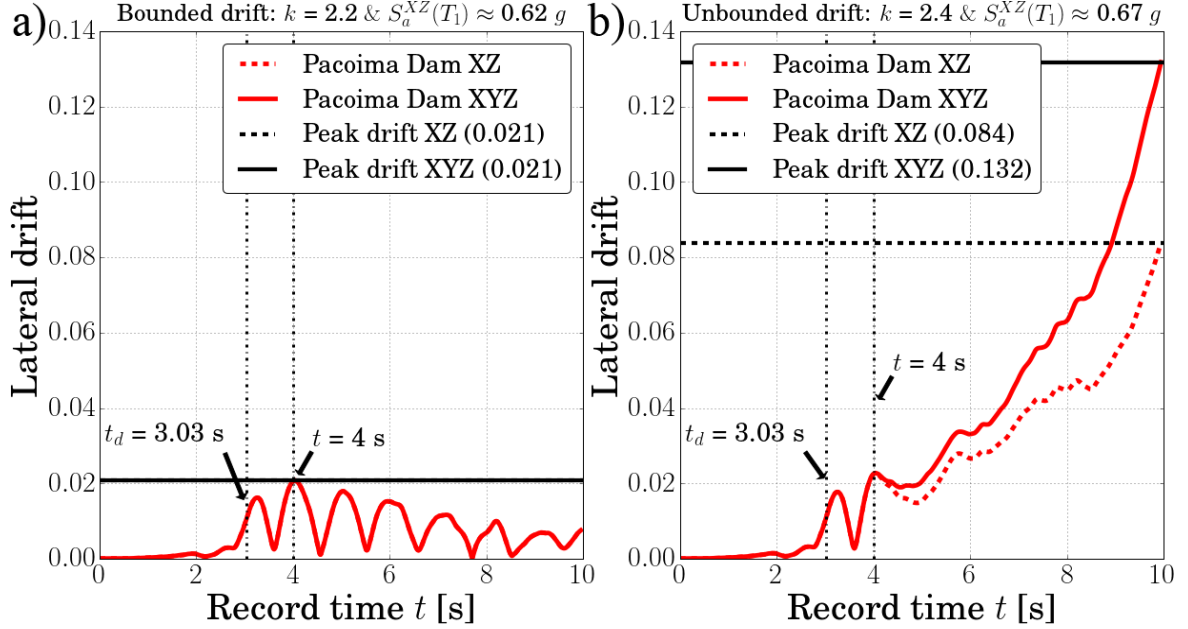 a)
Bounded drift: k = 2.2 & S_a^{XZ}(T_1) ≈ 0.62 g
Lateral drift
0.14
0.12
0.10
0.08
0.06
0.04
0.02
0.00
Pacoima Dam XZ
Pacoima Dam XYZ
Peak drift XZ (0.021)
Peak drift XYZ (0.021)
t_d = 3.03 s
t = 4 s
0 2 4 6 8 10
Record time t [s]
b)
Unbounded drift: k = 2.4 & S_a^{XZ}(T_1) ≈ 0.67 g
Lateral drift
0.14
0.12
0.10
0.08
0.06
0.04
0.02
0.00
Pacoima Dam XZ
Pacoima Dam XYZ
Peak drift XZ (0.084)
Peak drift XYZ (0.132)
t = 4 s
t_d = 3.03 s
0 2 4 6 8 10
Record time t [s]